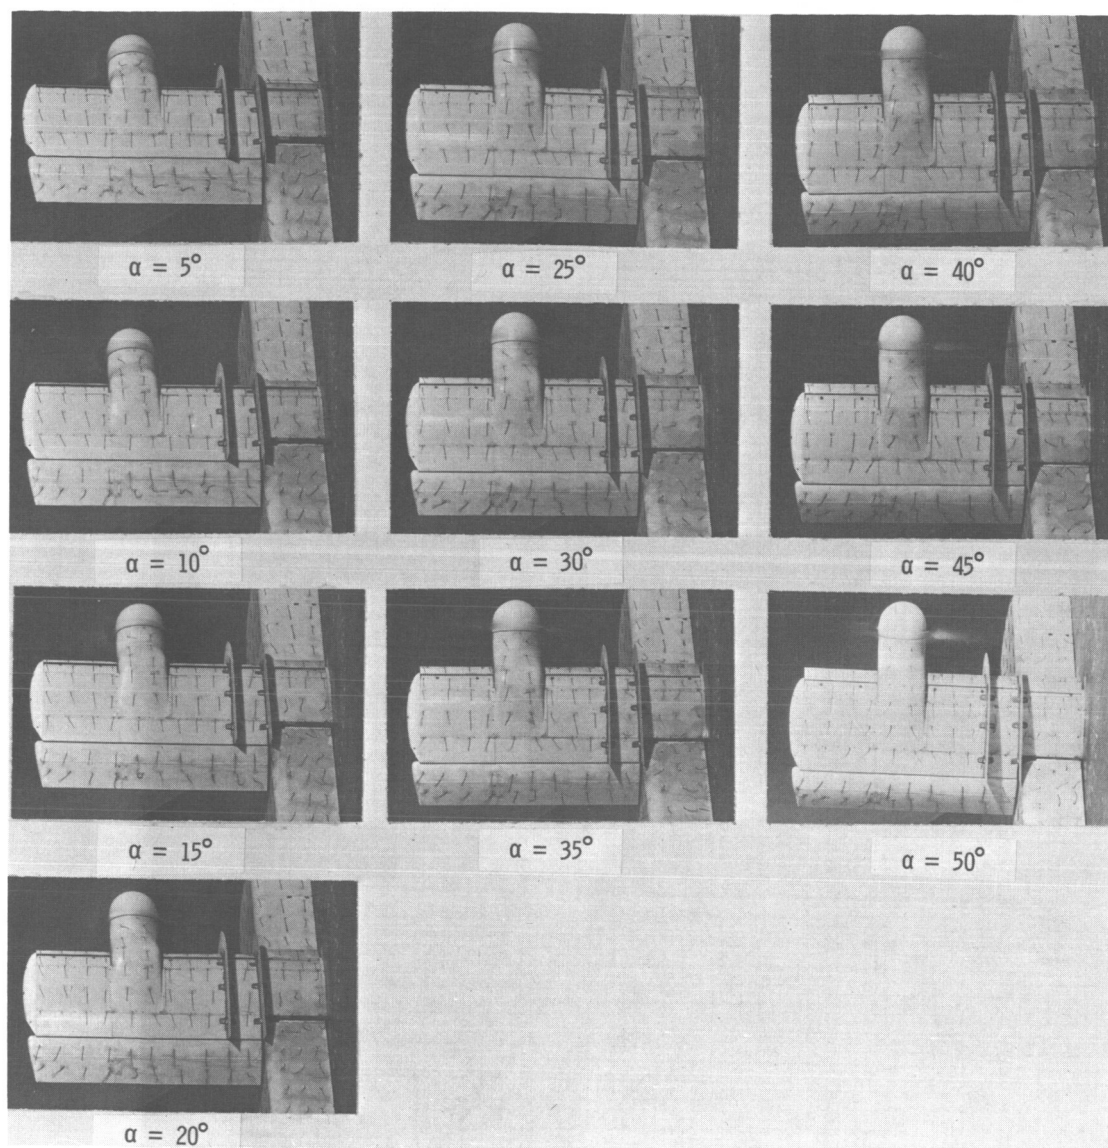 α = 5°
α = 25°
α = 40°
α = 10°
α = 30°
α = 45°
α = 15°
α = 35°
α = 50°
α = 20°